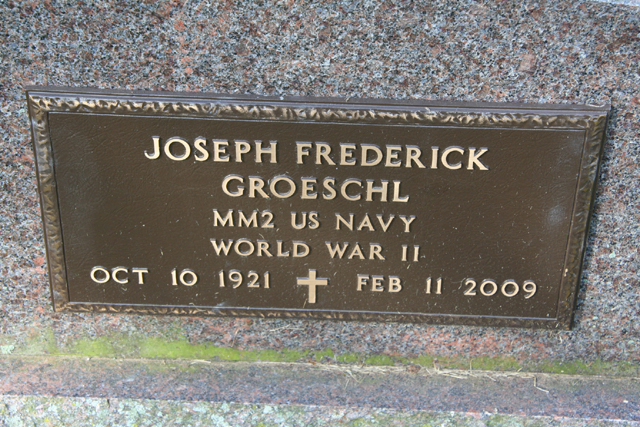 JOSEPH FREDERICK
GROESCHL
MM2 US NAVY
WORLD WAR II
OCT 10 1921 FEB 11 2009